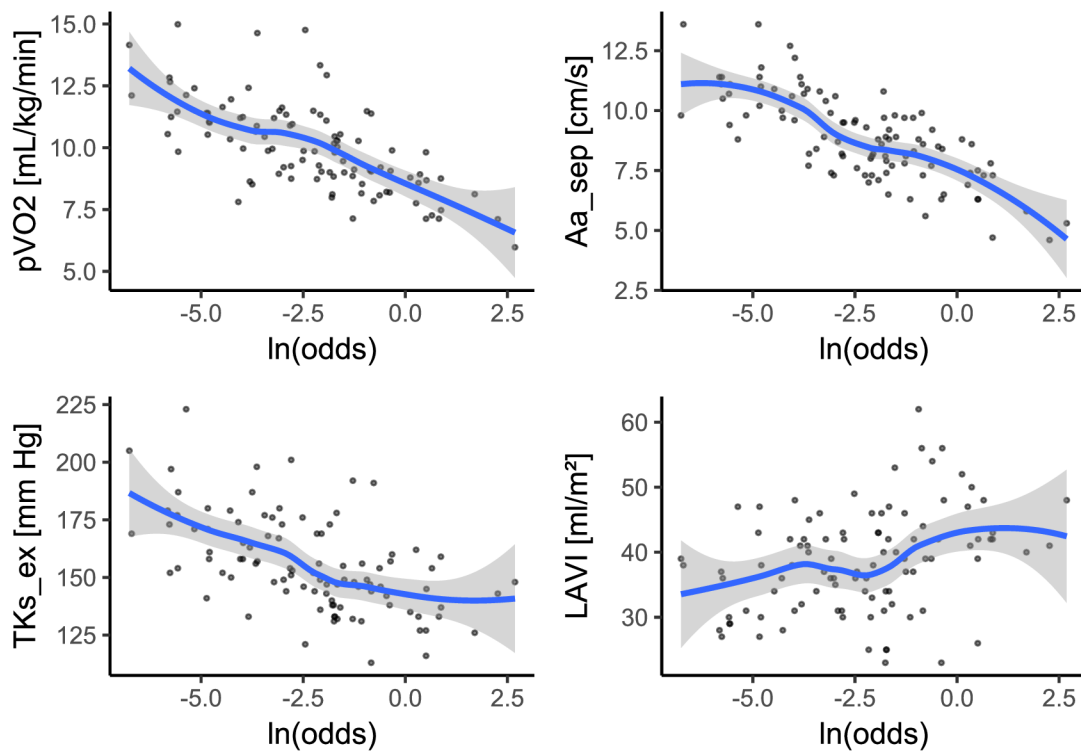 pVO2 [mL/kg/min]
15.0
12.5
10.0
7.5
5.0
-5.0 -2.5 0.0 2.5
ln(odds)
Aa_sep [cm/s]
12.5
10.0
7.5
5.0
2.5
-5.0 -2.5 0.0 2.5
ln(odds)
TKs_ex [mm Hg]
225
200
175
150
125
-5.0 -2.5 0.0 2.5
ln(odds)
LAVI [ml/m²]
60
50
40
30
-5.0 -2.5 0.0 2.5
ln(odds)